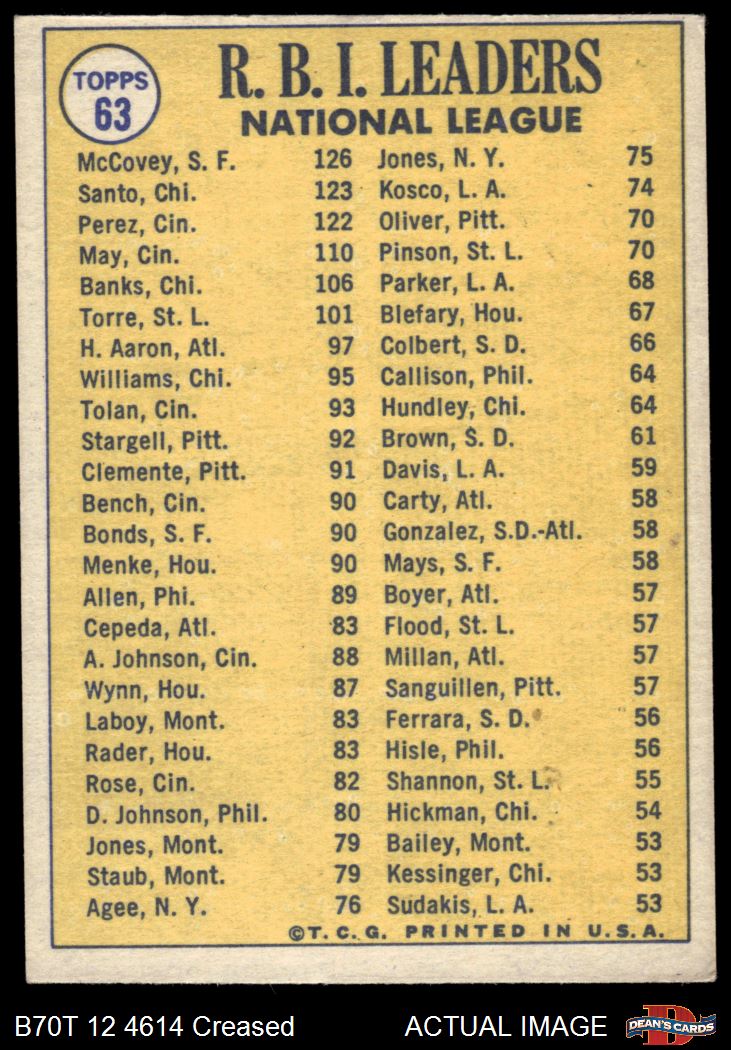 TOPPS
63
R. B. I. LEADERS
NATIONAL LEAGUE
McCovey, S. F. 126
Santo, Chi. 123
Perez, Cin. 122
May, Cin. 110
Banks, Chi. 106
Torre, St. L. 101
H. Aaron, Atl. 97
Williams, Chi. 95
Tolan, Cin. 93
Stargell, Pitt. 92
Clemente, Pitt. 91
Bench, Cin. 90
Bonds, S. F. 90
Menke, Hou. 90
Allen, Phi. 89
Cepeda, Atl. 83
A. Johnson, Cin. 88
Wynn, Hou. 87
Laboy, Mont. 83
Rader, Hou. 83
Rose, Cin. 82
D. Johnson, Phil. 80
Jones, Mont. 79
Staub, Mont. 79
Agee, N. Y. 76
Jones, N. Y. 75
Kosco, L. A. 74
Oliver, Pitt. 70
Pinson, St. L. 70
Parker, L. A. 68
Blefary, Hou. 67
Colbert, S. D. 66
Callison, Phil. 64
Hundley, Chi. 64
Brown, S. D. 61
Davis, L. A. 59
Carty, Atl. 58
Gonzalez, S.D.-Atl. 58
Mays, S. F. 58
Boyer, Atl. 57
Flood, St. L. 57
Millan, Atl. 57
Sanguillen, Pitt. 57
Ferrara, S. D. 56
Hisle, Phil. 56
Shannon, St. L. 55
Hickman, Chi. 54
Bailey, Mont. 53
Kessinger, Chi. 53
Sudakis, L. A. 53
©T. C. G. PRINTED IN U. S. A.
B70T 12 4614 Creased ACTUAL IMAGE
D
DEAN'S CARDS